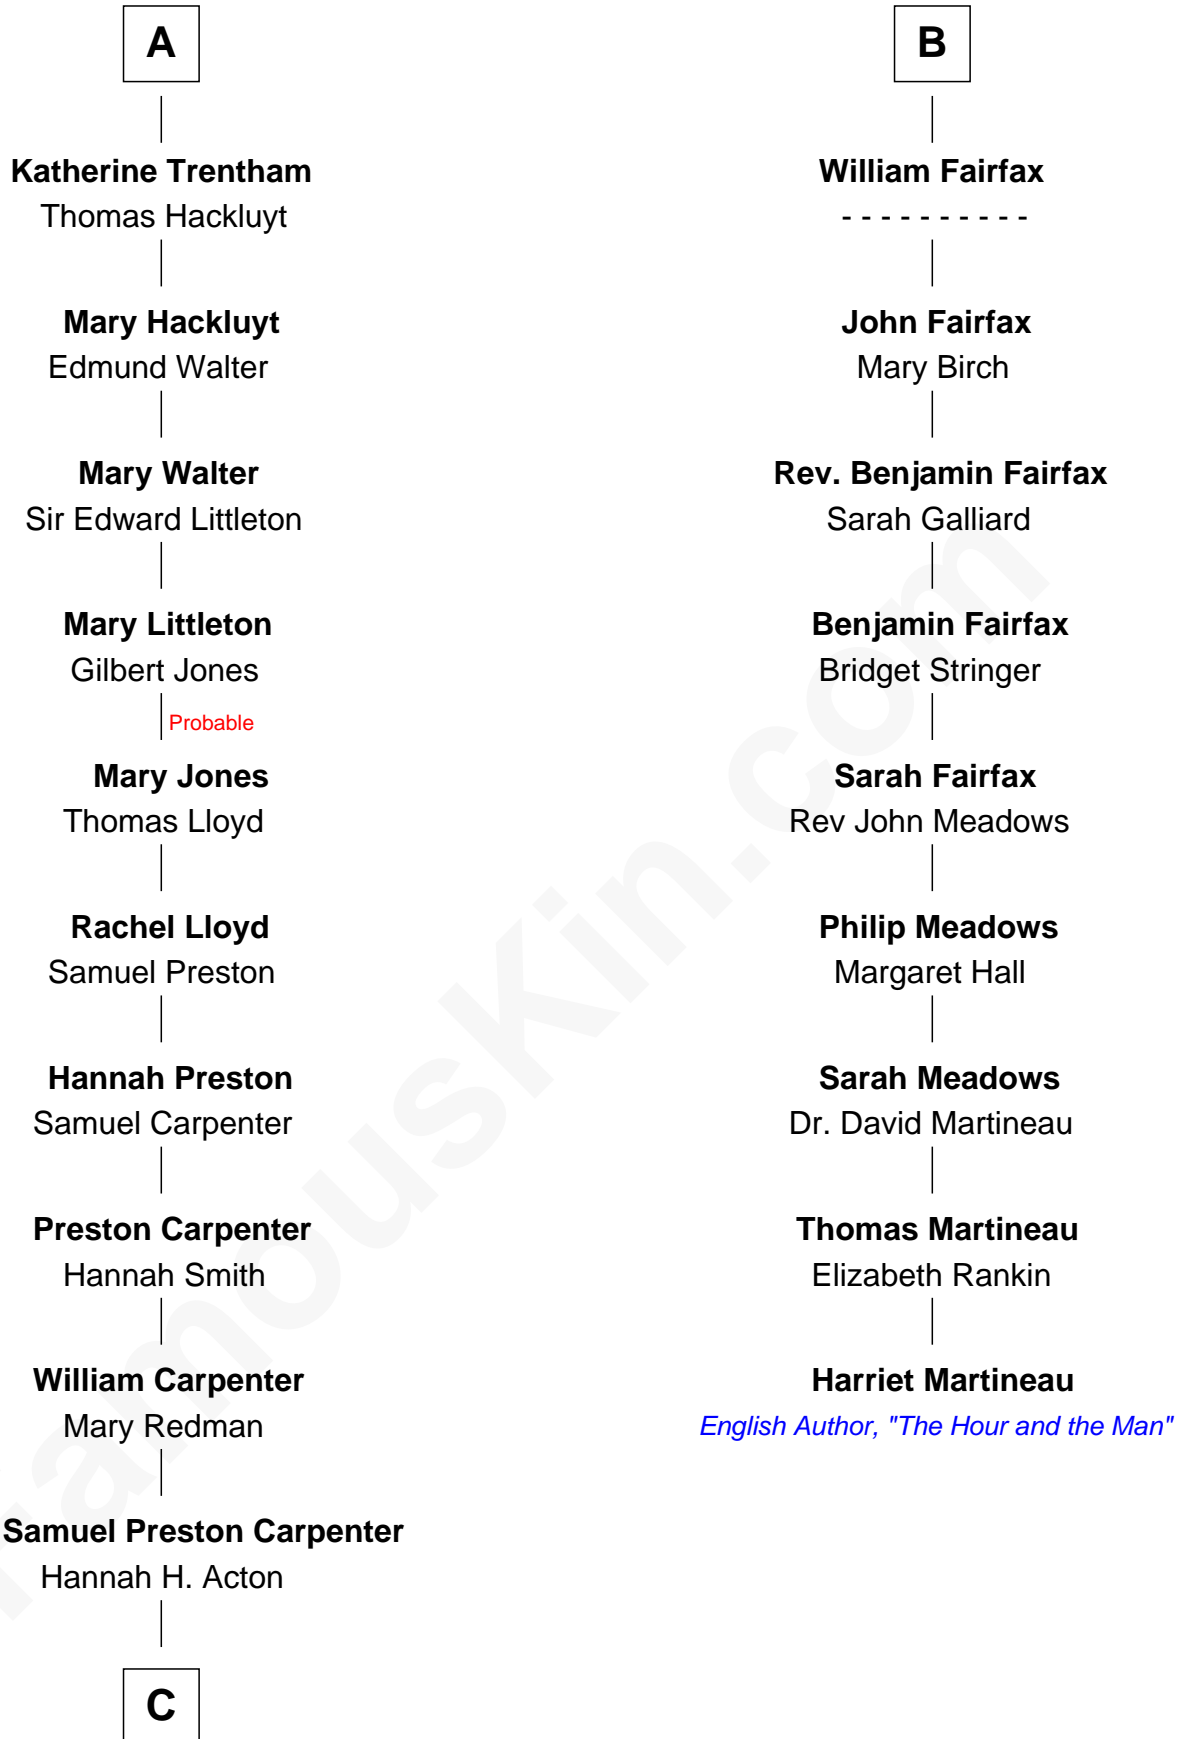 A
Katherine Trentham
Thomas Hackluyt
Mary Hackluyt
Edmund Walter
Mary Walter
Sir Edward Littleton
Mary Littleton
Gilbert Jones
Probable
Mary Jones
Thomas Lloyd
Rachel Lloyd
Samuel Preston
Hannah Preston
Samuel Carpenter
Preston Carpenter
Hannah Smith
William Carpenter
Mary Redman
Samuel Preston Carpenter
Hannah H. Acton
C
B
William Fairfax
- - - - - - - - - -
John Fairfax
Mary Birch
Rev. Benjamin Fairfax
Sarah Galliard
Benjamin Fairfax
Bridget Stringer
Sarah Fairfax
Rev John Meadows
Philip Meadows
Margaret Hall
Sarah Meadows
Dr. David Martineau
Thomas Martineau
Elizabeth Rankin
Harriet Martineau
English Author, "The Hour and the Man"
FamousKin.com